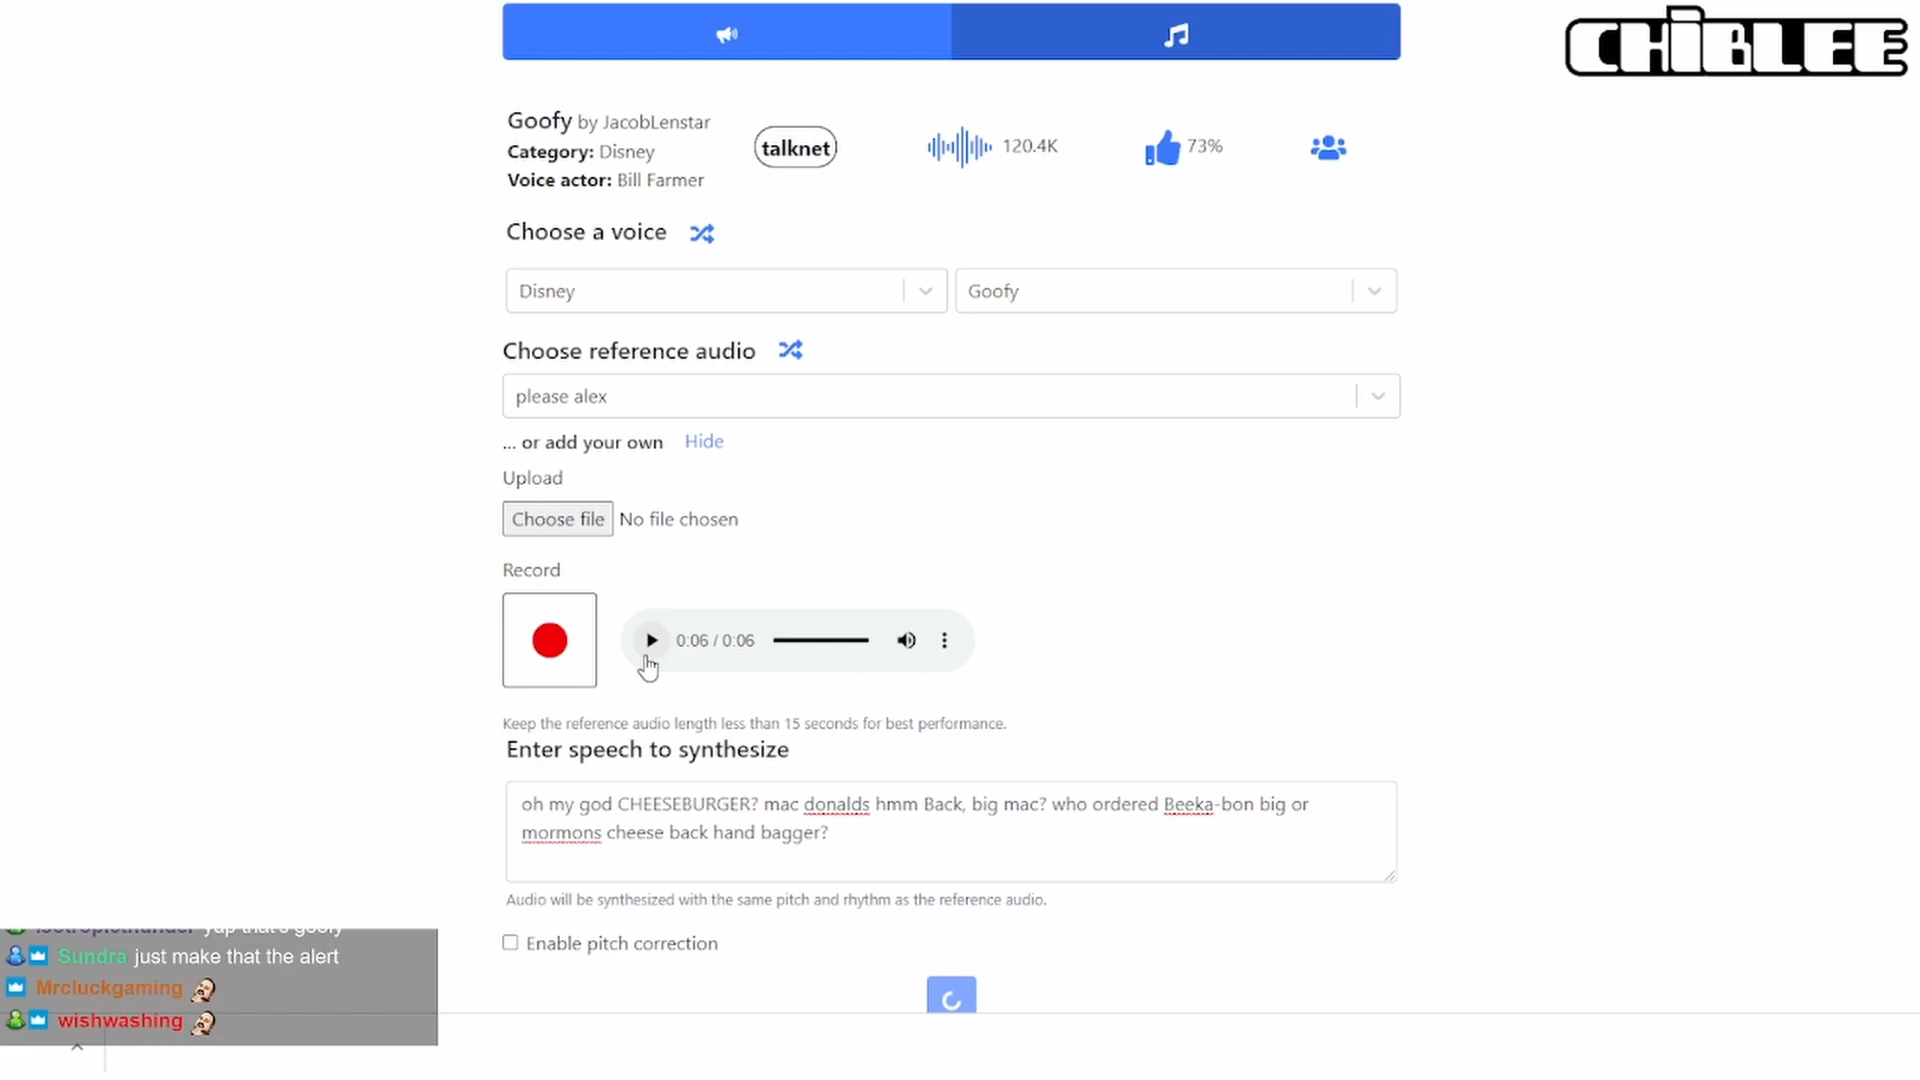 CHiBLEE
Goofy by JacobLenstar
Category: Disney
Voice actor: Bill Farmer
talknet
120.4K
73%
Choose a voice
Disney
Goofy
Choose reference audio
please alex
... or add your own Hide
Upload
Choose file No file chosen
Record
0:06 / 0:06
Keep the reference audio length less than 15 seconds for best performance.
Enter speech to synthesize
oh my god CHEESEBURGER? mac donalds hmm Back, big mac? who ordered Beeka-bon big or
mormons cheese back hand bagger?
Audio will be synthesized with the same pitch and rhythm as the reference audio.
Enable pitch correction
yup that's goofy
Sundra just make that the alert
Mrcluckgaming
wishwashing